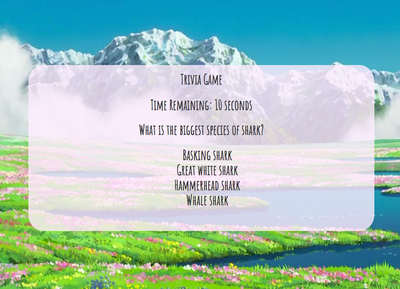 Trivia Game
Time Remaining: 10 seconds
What is the biggest species of shark?
Basking shark
Great white shark
Hammerhead shark
Whale shark